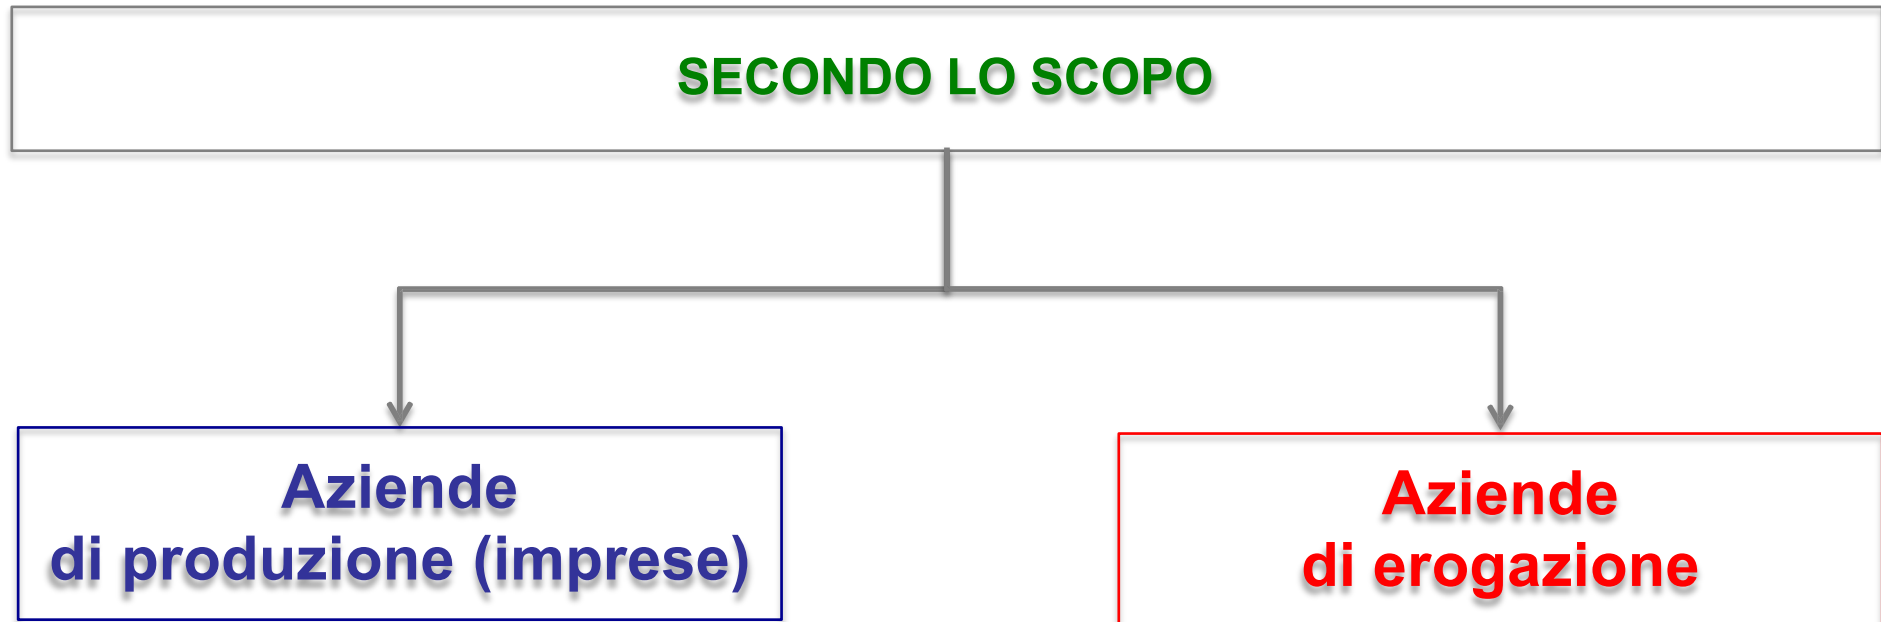 SECONDO LO SCOPO
Aziende
di produzione (imprese)
Aziende
di erogazione